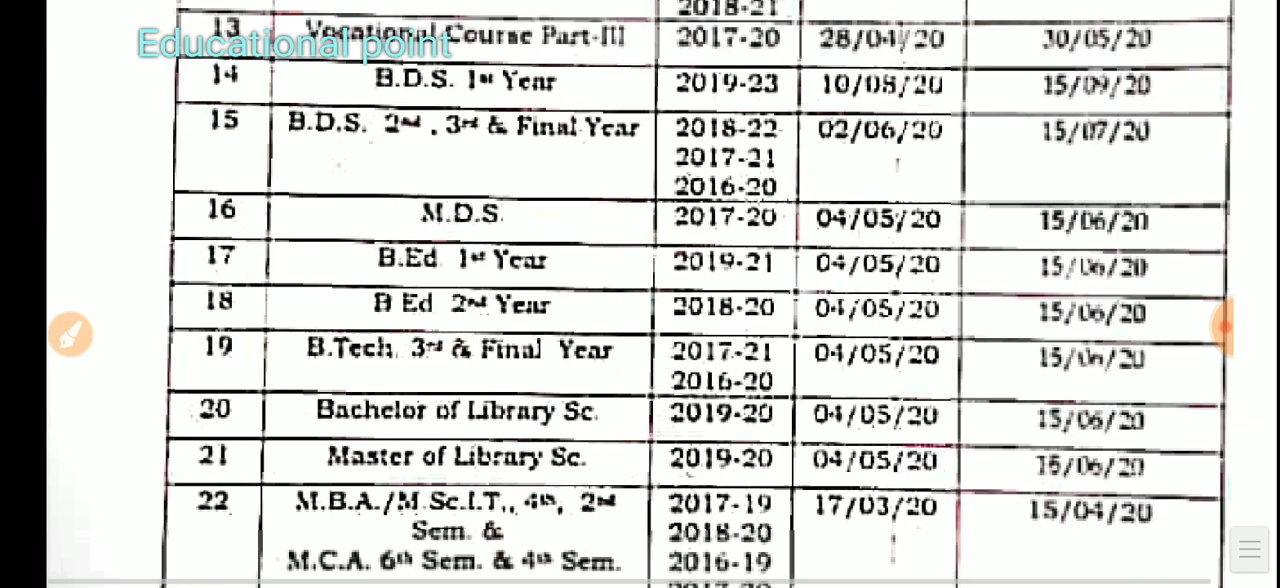 2018-21
13 Vocational Course Part-III 2017-20 28/04/20 30/05/20
Educational point
14 B.D.S. 1st Year 2019-23 10/08/20 15/09/20
15 B.D.S. 2nd, 3rd & Final Year 2018-22 02/06/20 15/07/20
2017-21
2016-20
16 M.D.S. 2017-20 04/05/20 15/06/20
17 B.Ed. 1st Year 2019-21 04/05/20 15/06/20
18 B Ed 2nd Year 2018-20 04/05/20 15/06/20
19 B.Tech. 3rd & Final Year 2017-21 04/05/20 15/06/20
2016-20
20 Bachelor of Library Sc. 2019-20 04/05/20 15/06/20
21 Master of Library Sc. 2019-20 04/05/20 15/06/20
22 M.B.A./M.Sc.I.T., 4th, 2nd 2017-19 17/03/20 15/04/20
Sem. & 2018-20
M.C.A. 6th Sem. & 4th Sem. 2016-19